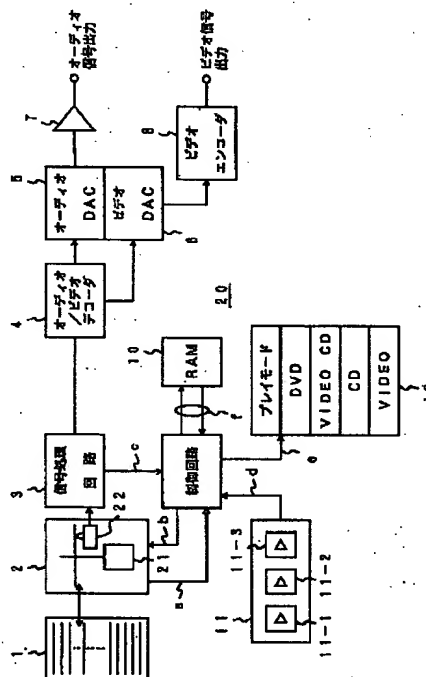 1
2
21
22
3
信号処理
回路
4
オーディオ
/ビデオ
デコーダ
5
オーディオ
DAC
ビデオ
DAC
6
7
オーディオ
信号出力
8
ビデオ
エンコーダ
ビデオ信号
出力
20
a
b
c
d
e
f
制御回路
10
RAM
11
11-1
11-2
11-3
プレイモード
DVD
VIDEO CD
CD
VIDEO